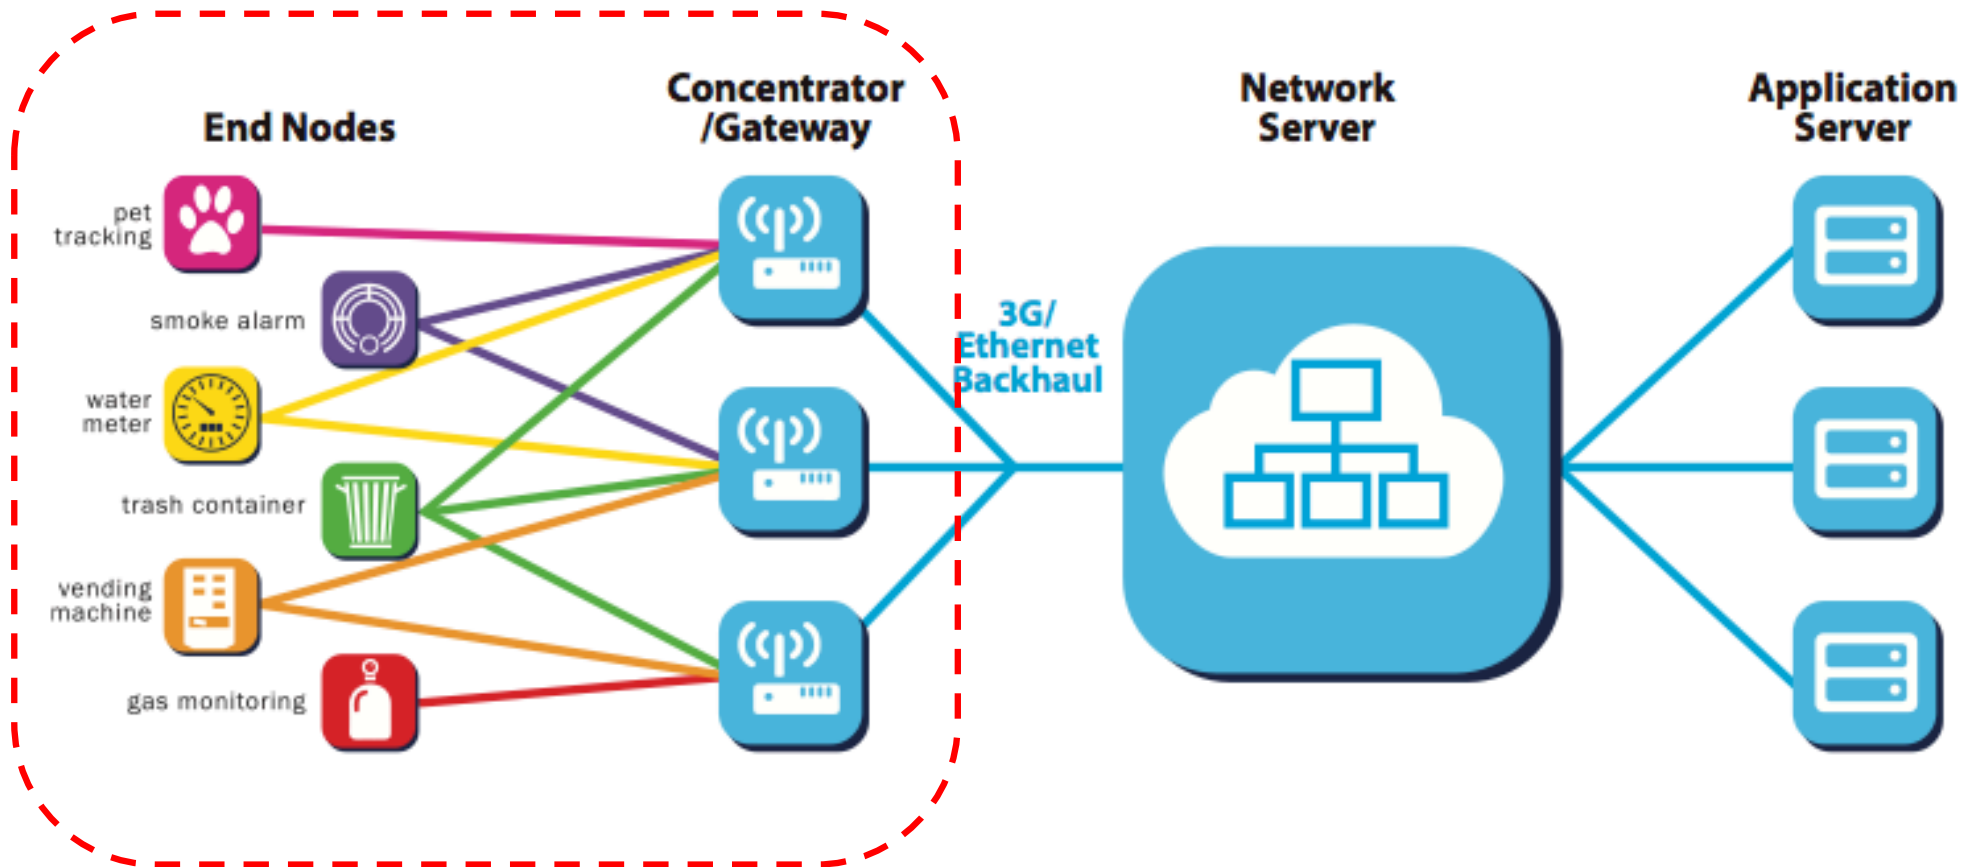 End Nodes
Concentrator
/Gateway
Network
Server
Application
Server
pet
tracking
smoke alarm
water
meter
trash container
vending
machine
gas monitoring
3G/
Ethernet
Backhaul